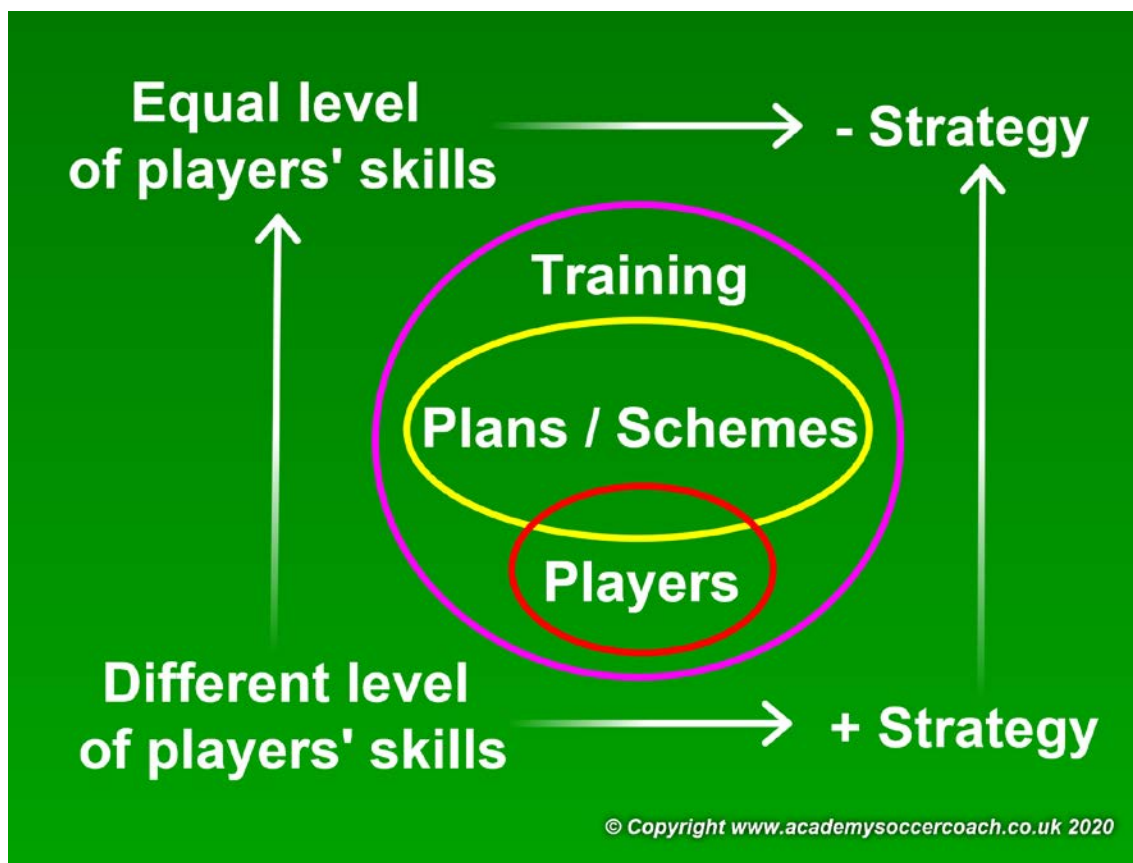 Equal level
of players' skills
- Strategy
Training
Plans / Schemes
Players
Different level
of players' skills
+ Strategy
© Copyright www.academysoccercoach.co.uk 2020